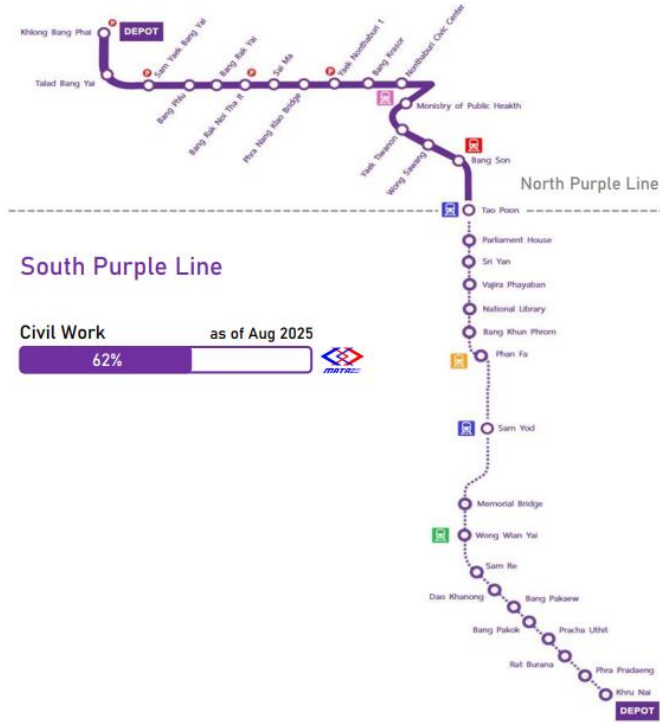 Khlong Bang Phai
P
DEPOT
Talad Bang Yai
P
Sam Yaek Bang Yai
Bang Phlu
Bang Rak Yai
Bang Rak Noi Tha It
P
Sai Ma
Phra Nang Klao Bridge
P
Yaek Nonthaburi 1
Bang Krasor
Nonthaburi Civic Center
Ministry of Public Heakth
Yaek Tiwanon
Wong Sawang
Bang Son
North Purple Line
Tao Poon
Parliament House
South Purple Line
Sri Yan
Vajira Phayaban
National Library
Civil Work
as of Aug 2025
Bang Khun Phrom
62%
MRTA
Phan Fa
Sam Yod
Memorial Bridge
Wong Wian Yai
Sam Re
Dao Khanong
Bang Pakaew
Bang Pakok
Pracha Uthit
Rat Burana
Phra Pradaeng
Khru Nai
DEPOT